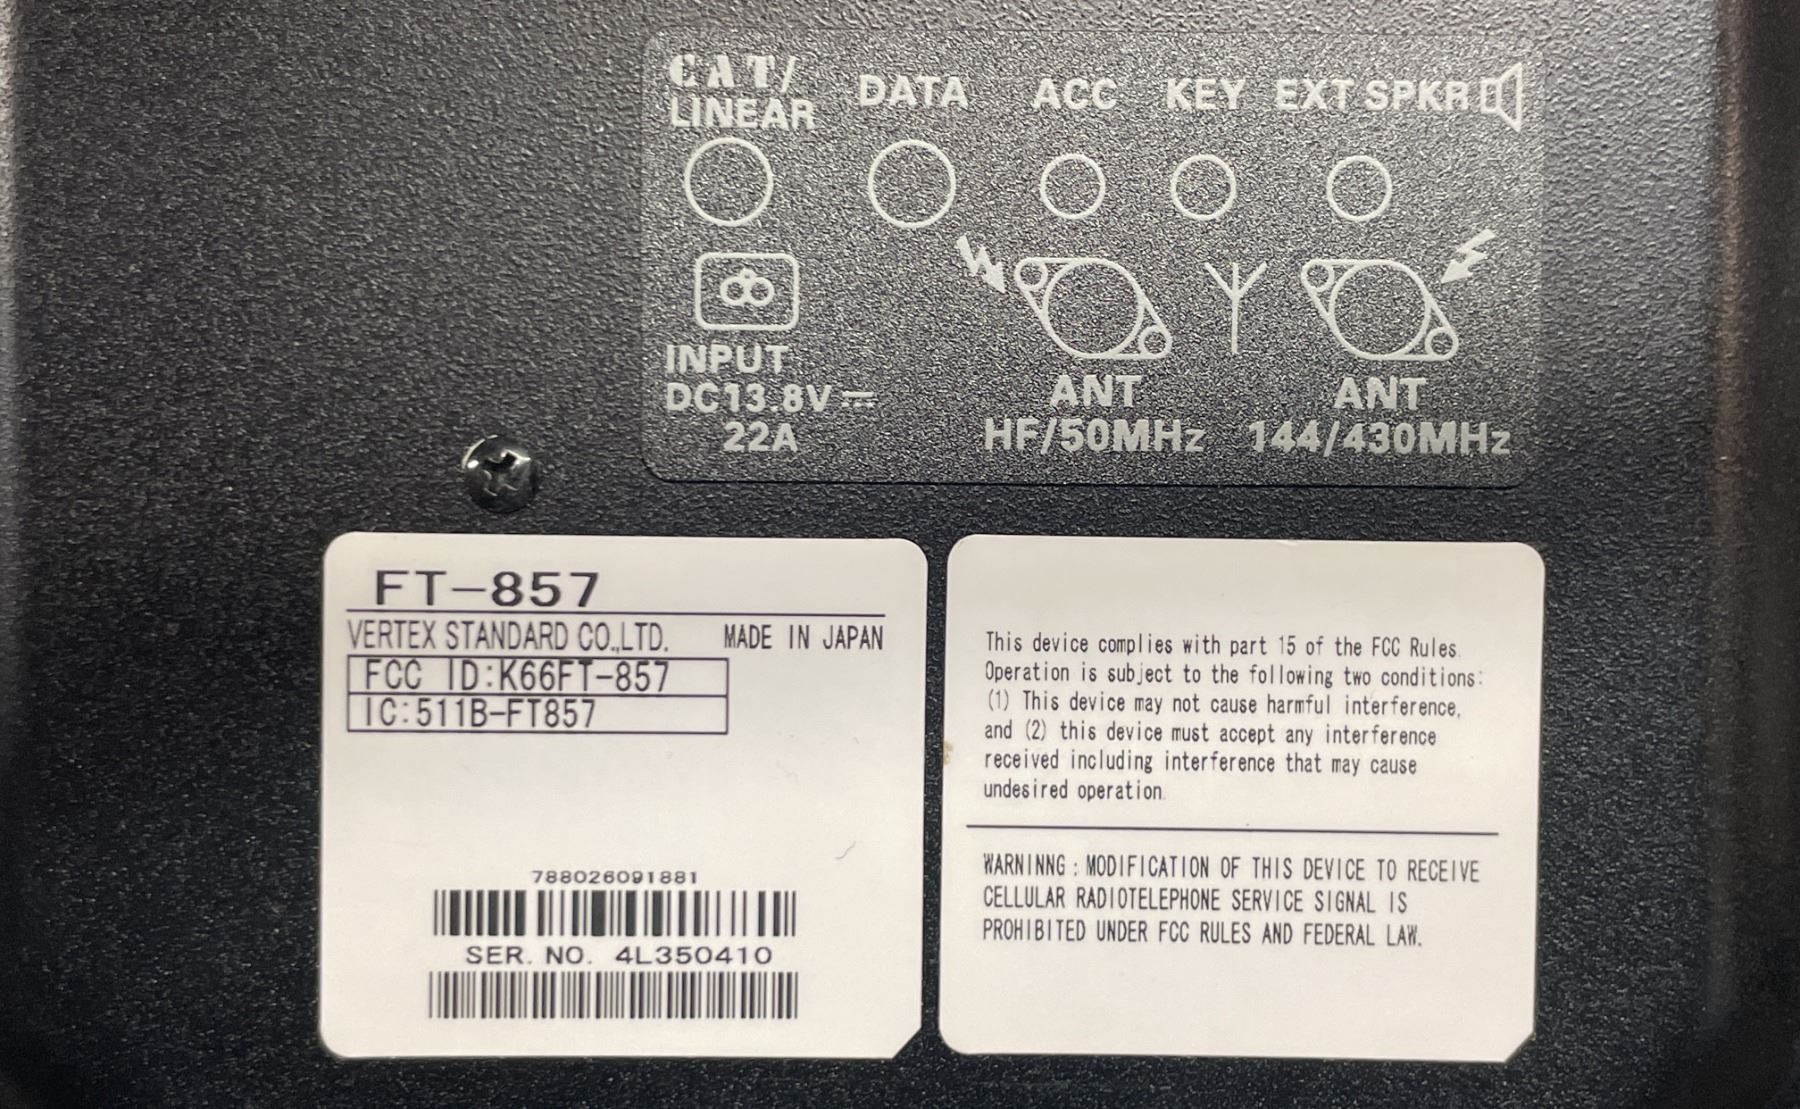 CAT/
LINEAR
DATA
ACC
KEY
EXT SPKR
INPUT
DC13.8V
22A
ANT
HF/50MHz
ANT
144/430MHz
FT-857
VERTEX STANDARD CO.,LTD. MADE IN JAPAN
FCC ID:K66FT-857
IC:511B-FT857
788026091881
SER. NO. 4L350410
This device complies with part 15 of the FCC Rules.
Operation is subject to the following two conditions:
(1) This device may not cause harmful interference,
and (2) this device must accept any interference
received including interference that may cause
undesired operation.
WARNINNG : MODIFICATION OF THIS DEVICE TO RECEIVE
CELLULAR RADIOTELEPHONE SERVICE SIGNAL IS
PROHIBITED UNDER FCC RULES AND FEDERAL LAW.